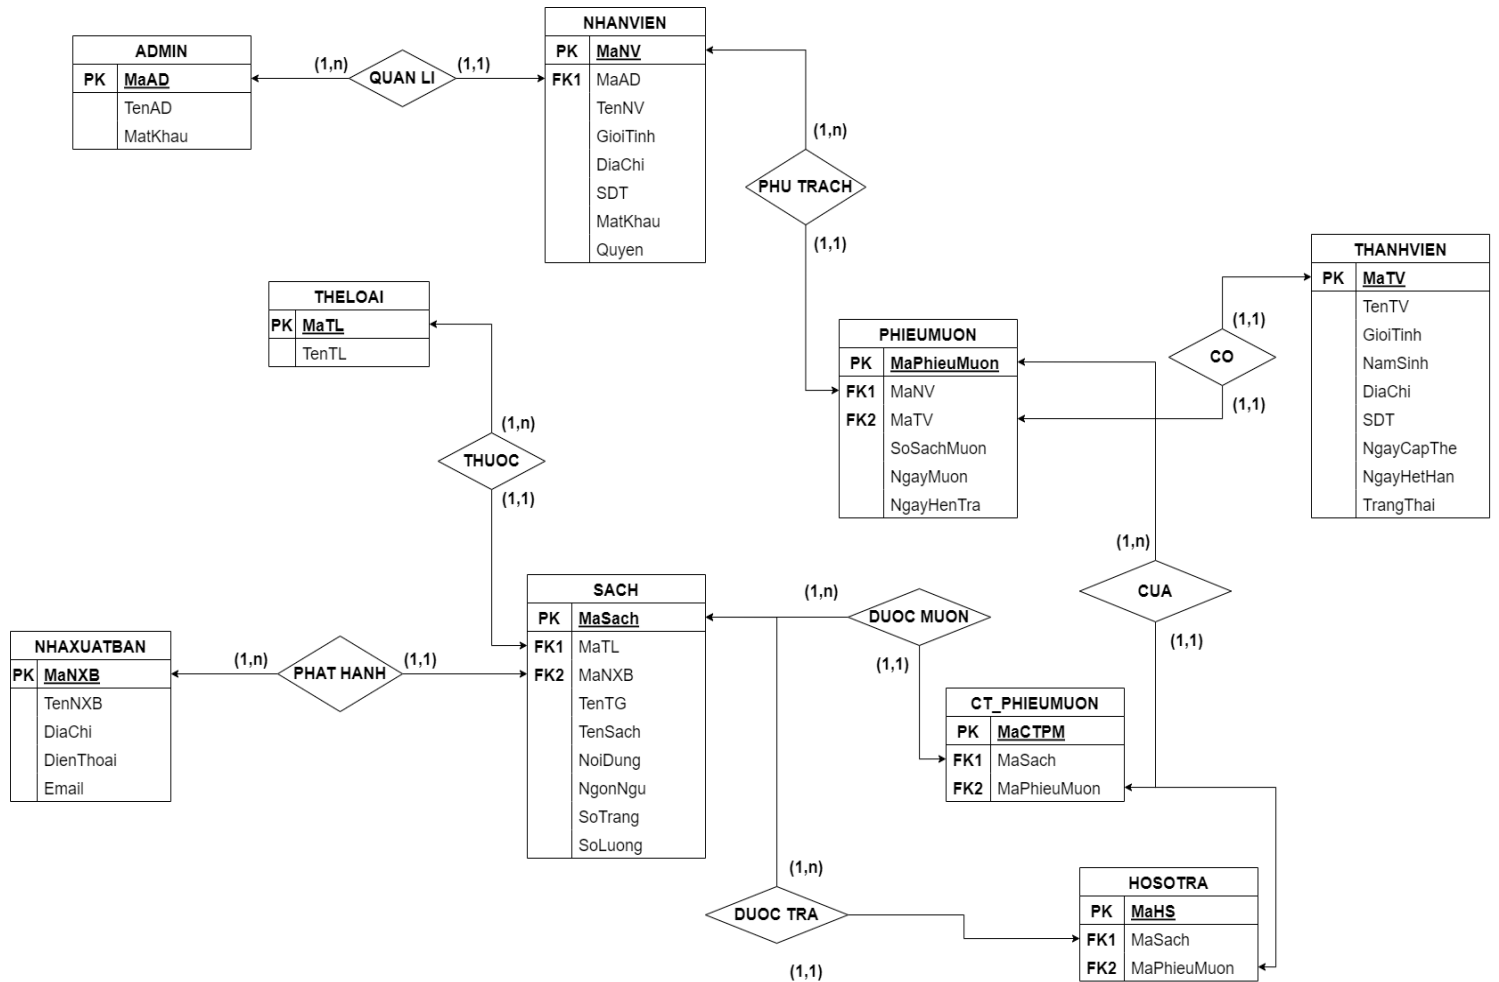 ADMIN
PK MaAD
TenAD
MatKhau
(1,n)
QUAN LI
(1,1)
NHANVIEN
PK MaNV
FK1 MaAD
TenNV
GioiTinh
DiaChi
SDT
MatKhau
Quyen
(1,n)
PHU TRACH
(1,1)
THANHVIEN
PK MaTV
TenTV
GioiTinh
NamSinh
DiaChi
SDT
NgayCapThe
NgayHetHan
TrangThai
(1,1)
CO
(1,1)
PHIEUMUON
PK MaPhieuMuon
FK1 MaNV
FK2 MaTV
SoSachMuon
NgayMuon
NgayHenTra
THELOAI
PK MaTL
TenTL
(1,n)
THUOC
(1,1)
(1,n)
CUA
(1,1)
NHAXUATBAN
PK MaNXB
TenNXB
DiaChi
DienThoai
Email
(1,n)
PHAT HANH
(1,1)
SACH
PK MaSach
FK1 MaTL
FK2 MaNXB
TenTG
TenSach
NoiDung
NgonNgu
SoTrang
SoLuong
(1,n)
DUOC MUON
(1,1)
CT_PHIEUMUON
PK MaCTPM
FK1 MaSach
FK2 MaPhieuMuon
(1,n)
DUOC TRA
(1,1)
HOSOTRA
PK MaHS
FK1 MaSach
FK2 MaPhieuMuon